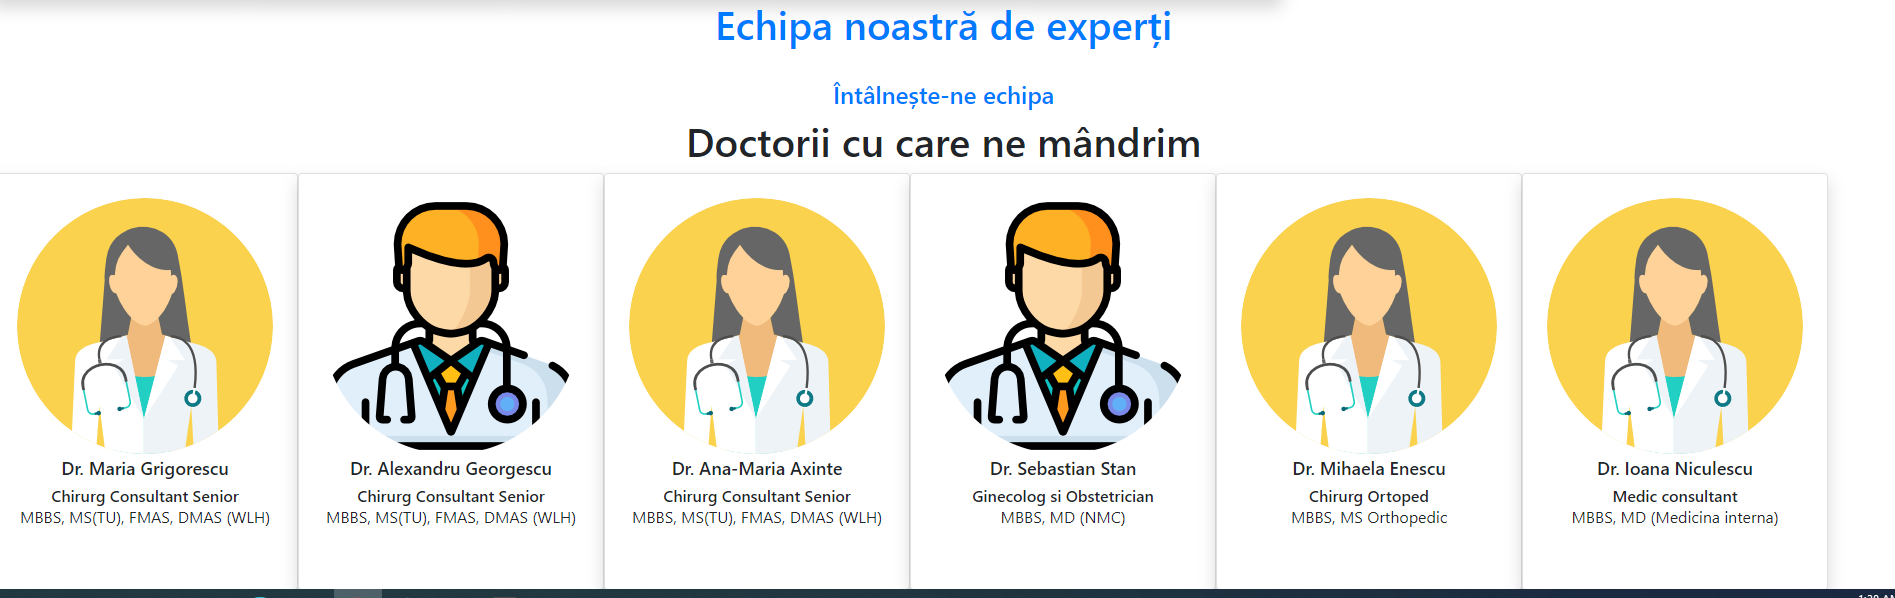 Echipa noastră de experți
Întâlnește-ne echipa
Doctorii cu care ne mândrim
Dr. Maria Grigorescu
Chirurg Consultant Senior
MBBS, MS(TU), FMAS, DMAS (WLH)
Dr. Alexandru Georgescu
Chirurg Consultant Senior
MBBS, MS(TU), FMAS, DMAS (WLH)
Dr. Ana-Maria Axinte
Chirurg Consultant Senior
MBBS, MS(TU), FMAS, DMAS (WLH)
Dr. Sebastian Stan
Ginecolog si Obstetrician
MBBS, MD (NMC)
Dr. Mihaela Enescu
Chirurg Ortoped
MBBS, MS Orthopedic
Dr. Ioana Niculescu
Medic consultant
MBBS, MD (Medicina interna)